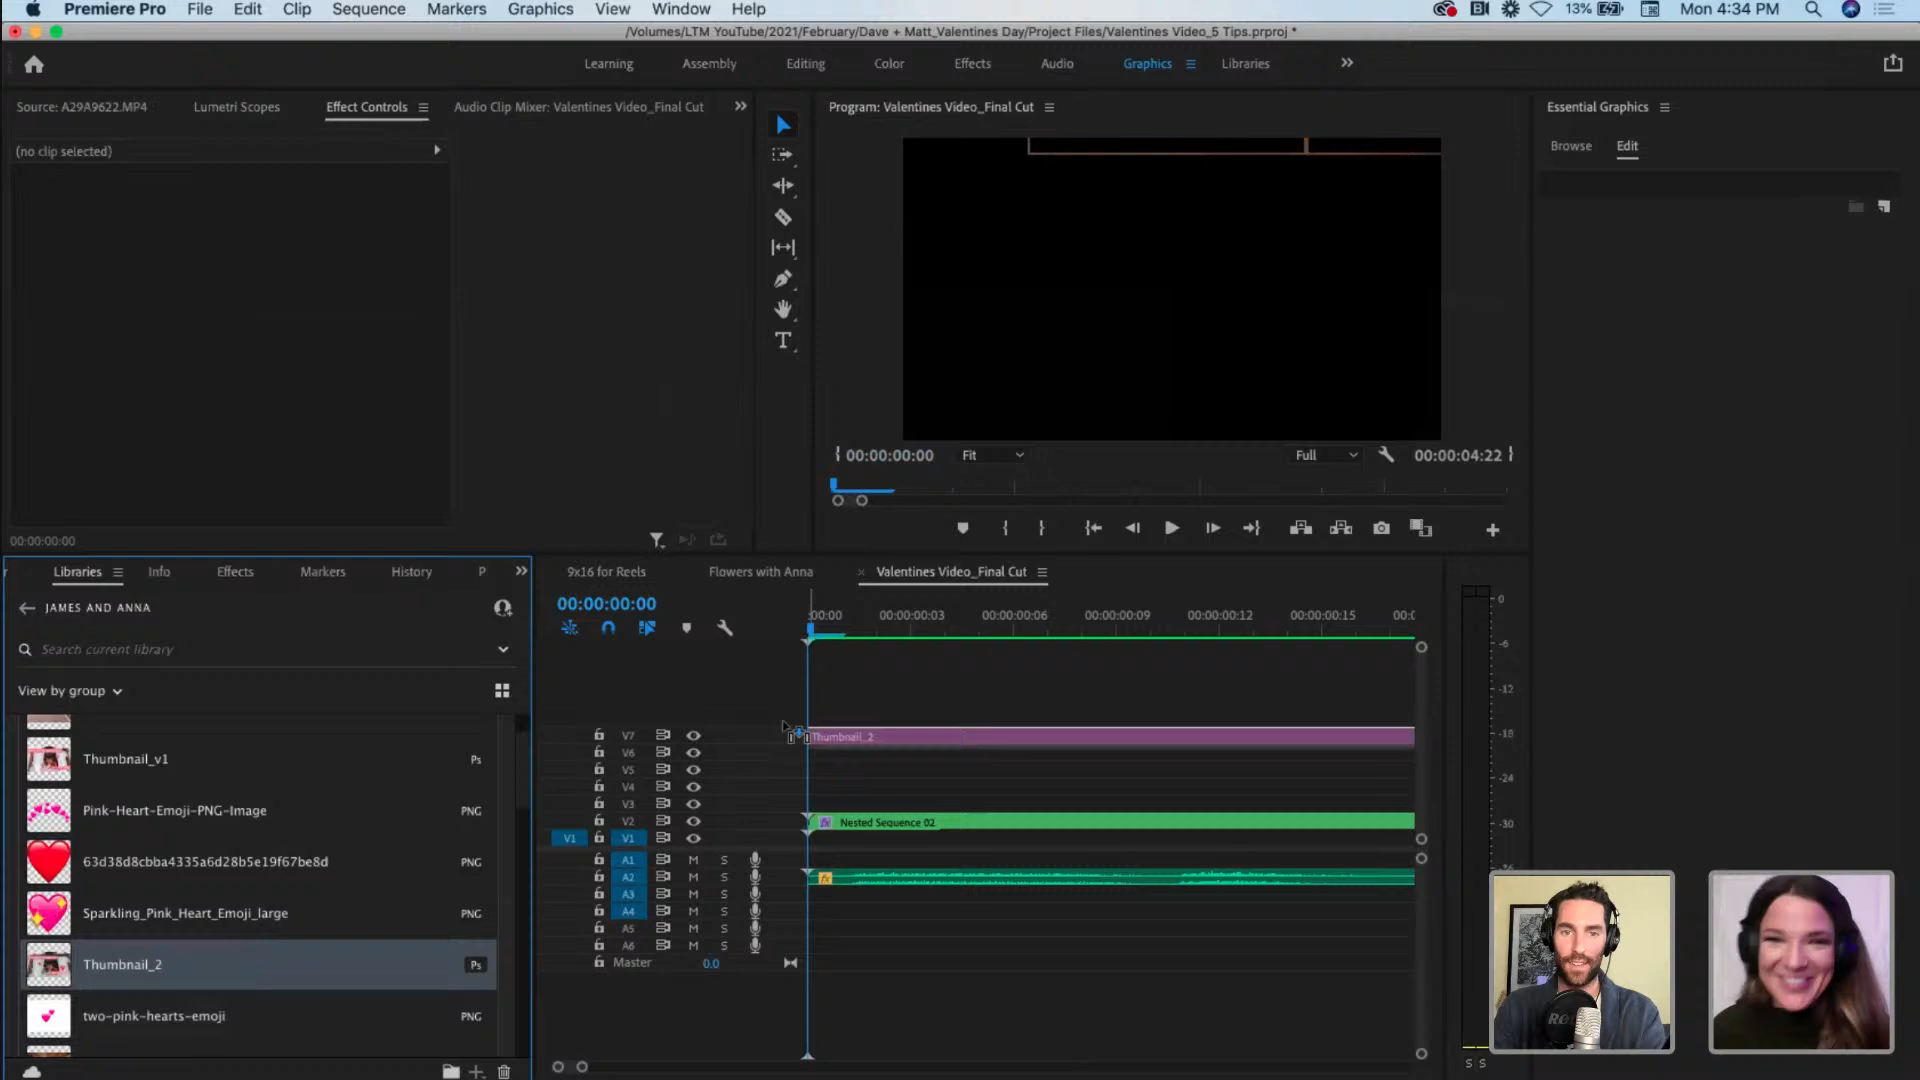 Premiere Pro File Edit Clip Sequence Markers Graphics View Window Help 13% Mon 4:34 PM
/Volumes/LTM YouTube/2021/February/Dave + Matt_Valentines Day/Project Files/Valentines Video_5 Tips.prproj *
Learning Assembly Editing Color Effects Audio Graphics Libraries
Source: A29A9622.MP4 Lumetri Scopes Effect Controls Audio Clip Mixer: Valentines Video_Final Cut
Program: Valentines Video_Final Cut
Essential Graphics
Browse Edit
(no clip selected)
00:00:00:00 Fit Full 00:00:04:22
00:00:00:00
Libraries Info Effects Markers History P
9x16 for Reels Flowers with Anna Valentines Video_Final Cut
JAMES AND ANNA
00:00:00:00
:00:00 00:00:00:03 00:00:00:06 00:00:00:09 00:00:00:12 00:00:00:15 00:0
Search current library
View by group
Thumbnail_v1 Ps
Pink-Heart-Emoji-PNG-Image PNG
63d38d8cbba4335a6d28b5e19f67be8d PNG
Sparkling_Pink_Heart_Emoji_large PNG
Thumbnail_2 Ps
two-pink-hearts-emoji PNG
V7 Thumbnail_2
V6
V5
V4
V3
V2 fx Nested Sequence 02
V1 V1
A1 M S
A2 M S fx
A3 M S
A4 M S
A5 M S
A6 M S
Master 0.0
0
-6
-12
-18
-24
-30
S S